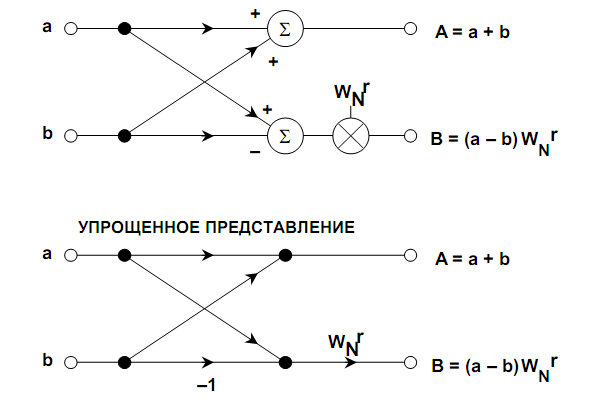 a
+
Σ
A = a + b
+
W_N^r
+
b
Σ
–
B = (a – b) W_N^r
УПРОЩЕННОЕ ПРЕДСТАВЛЕНИЕ
a
A = a + b
W_N^r
b
–1
B = (a – b) W_N^r